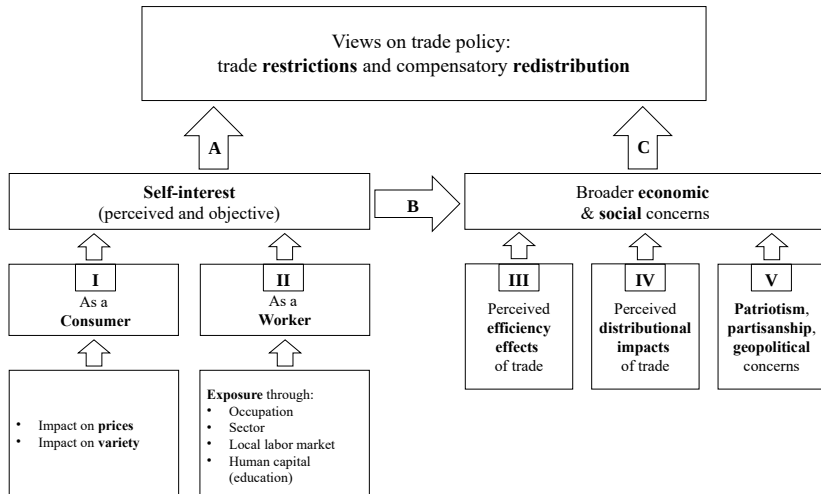 Views on trade policy:
trade restrictions and compensatory redistribution
A
C
Self-interest
(perceived and objective)
B
Broader economic
& social concerns
I
As a
Consumer
II
As a
Worker
III
Perceived
efficiency
effects
of trade
IV
Perceived
distributional
impacts
of trade
V
Patriotism,
partisanship,
geopolitical
concerns
• Impact on prices
• Impact on variety
Exposure through:
• Occupation
• Sector
• Local labor market
• Human capital
(education)